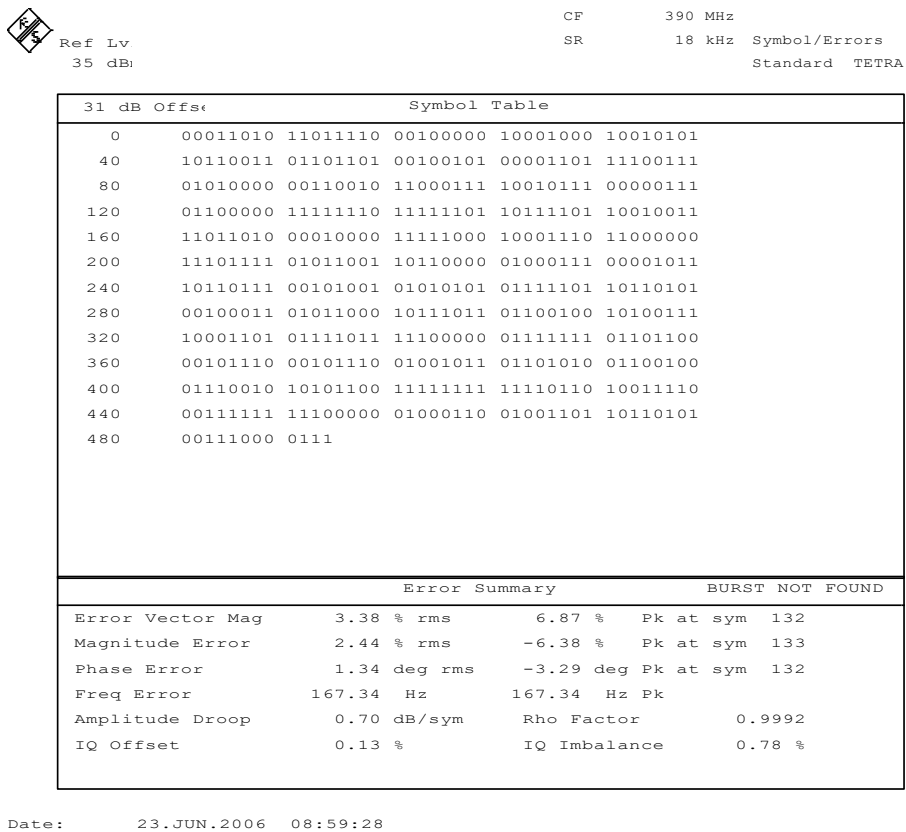 CF 390 MHz
Ref Lv SR 18 kHz Symbol/Errors
35 dB Standard TETRA
31 dB Offse Symbol Table
0 00011010 11011110 00100000 10001000 10010101
40 10110011 01101101 00100101 00001101 11100111
80 01010000 00110010 11000111 10010111 00000111
120 01100000 11111110 11111101 10111101 10010011
160 11011010 00010000 11111000 10001110 11000000
200 11101111 01011001 10110000 01000111 00001011
240 10110111 00101001 01010101 01111101 10110101
280 00100011 01011000 10111011 01100100 10100111
320 10001101 01111011 11100000 01111111 01101100
360 00101110 00101110 01001011 01101010 01100100
400 01110010 10101100 11111111 11110110 10011110
440 00111111 11100000 01000110 01001101 10110101
480 00111000 0111
Error Summary BURST NOT FOUND
Error Vector Mag 3.38 % rms 6.87 % Pk at sym 132
Magnitude Error 2.44 % rms -6.38 % Pk at sym 133
Phase Error 1.34 deg rms -3.29 deg Pk at sym 132
Freq Error 167.34 Hz 167.34 Hz Pk
Amplitude Droop 0.70 dB/sym Rho Factor 0.9992
IQ Offset 0.13 % IQ Imbalance 0.78 %
Date: 23.JUN.2006 08:59:28